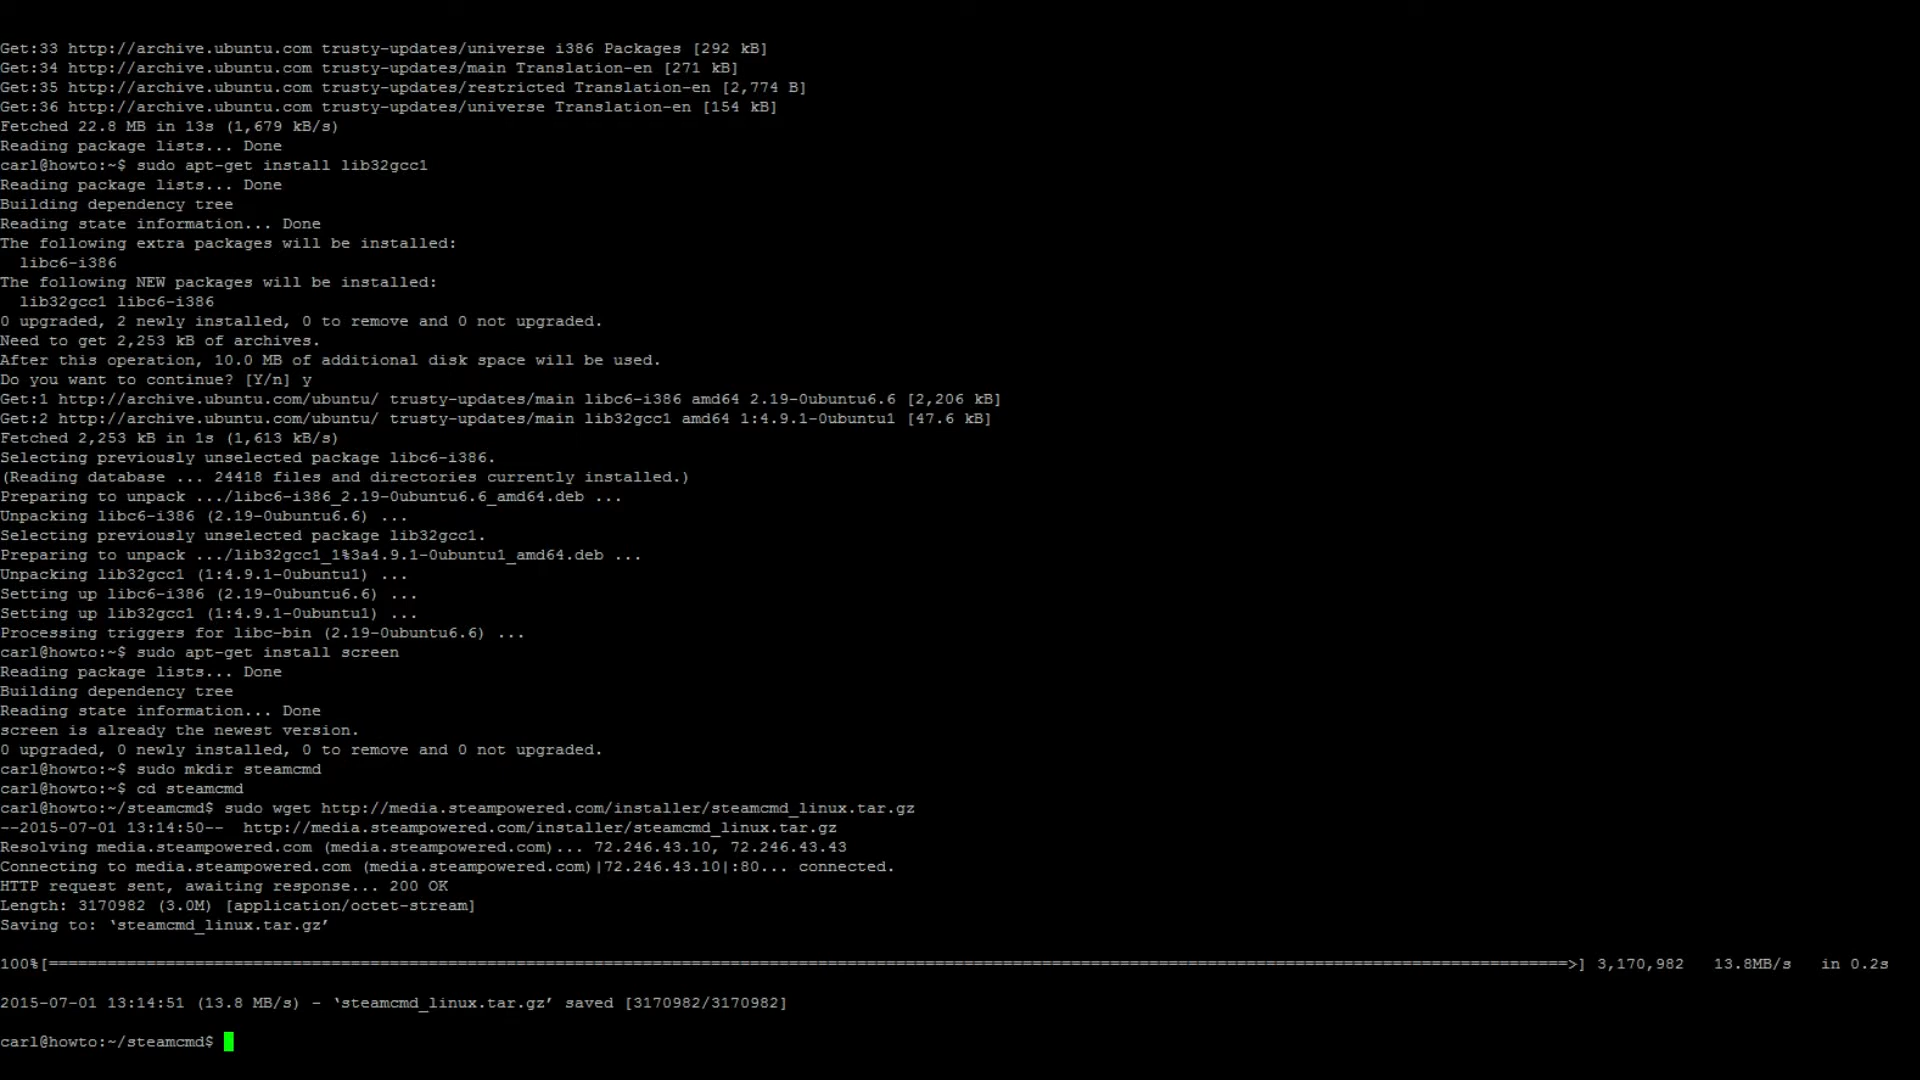 Get:33 http://archive.ubuntu.com trusty-updates/universe i386 Packages [292 kB]
Get:34 http://archive.ubuntu.com trusty-updates/main Translation-en [271 kB]
Get:35 http://archive.ubuntu.com trusty-updates/restricted Translation-en [2,774 B]
Get:36 http://archive.ubuntu.com trusty-updates/universe Translation-en [154 kB]
Fetched 22.8 MB in 13s (1,679 kB/s)
Reading package lists... Done
carl@howto:~$ sudo apt-get install lib32gcc1
Reading package lists... Done
Building dependency tree
Reading state information... Done
The following extra packages will be installed:
  libc6-i386
The following NEW packages will be installed:
  lib32gcc1 libc6-i386
0 upgraded, 2 newly installed, 0 to remove and 0 not upgraded.
Need to get 2,253 kB of archives.
After this operation, 10.0 MB of additional disk space will be used.
Do you want to continue? [Y/n] y
Get:1 http://archive.ubuntu.com/ubuntu/ trusty-updates/main libc6-i386 amd64 2.19-0ubuntu6.6 [2,206 kB]
Get:2 http://archive.ubuntu.com/ubuntu/ trusty-updates/main lib32gcc1 amd64 1:4.9.1-0ubuntu1 [47.6 kB]
Fetched 2,253 kB in 1s (1,613 kB/s)
Selecting previously unselected package libc6-i386.
(Reading database ... 24418 files and directories currently installed.)
Preparing to unpack .../libc6-i386_2.19-0ubuntu6.6_amd64.deb ...
Unpacking libc6-i386 (2.19-0ubuntu6.6) ...
Selecting previously unselected package lib32gcc1.
Preparing to unpack .../lib32gcc1_1%3a4.9.1-0ubuntu1_amd64.deb ...
Unpacking lib32gcc1 (1:4.9.1-0ubuntu1) ...
Setting up libc6-i386 (2.19-0ubuntu6.6) ...
Setting up lib32gcc1 (1:4.9.1-0ubuntu1) ...
Processing triggers for libc-bin (2.19-0ubuntu6.6) ...
carl@howto:~$ sudo apt-get install screen
Reading package lists... Done
Building dependency tree
Reading state information... Done
screen is already the newest version.
0 upgraded, 0 newly installed, 0 to remove and 0 not upgraded.
carl@howto:~$ sudo mkdir steamcmd
carl@howto:~$ cd steamcmd
carl@howto:~/steamcmd$ sudo wget http://media.steampowered.com/installer/steamcmd_linux.tar.gz
--2015-07-01 13:14:50--  http://media.steampowered.com/installer/steamcmd_linux.tar.gz
Resolving media.steampowered.com (media.steampowered.com)... 72.246.43.10, 72.246.43.43
Connecting to media.steampowered.com (media.steampowered.com)|72.246.43.10|:80... connected.
HTTP request sent, awaiting response... 200 OK
Length: 3170982 (3.0M) [application/octet-stream]
Saving to: ‘steamcmd_linux.tar.gz’
100%[==============================================================================>] 3,170,982   13.8MB/s   in 0.2s
2015-07-01 13:14:51 (13.8 MB/s) - ‘steamcmd_linux.tar.gz’ saved [3170982/3170982]
carl@howto:~/steamcmd$